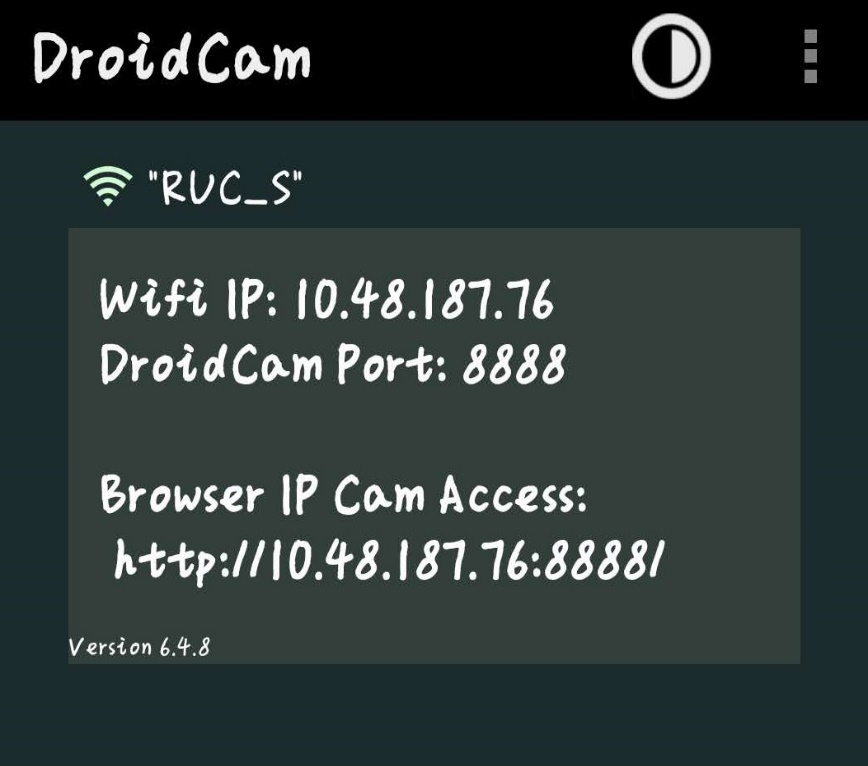 DroidCam
"RUC_S"
Wifi IP: 10.48.187.76
DroidCam Port: 8888
Browser IP Cam Access:
http://10.48.187.76:8888/
Version 6.4.8